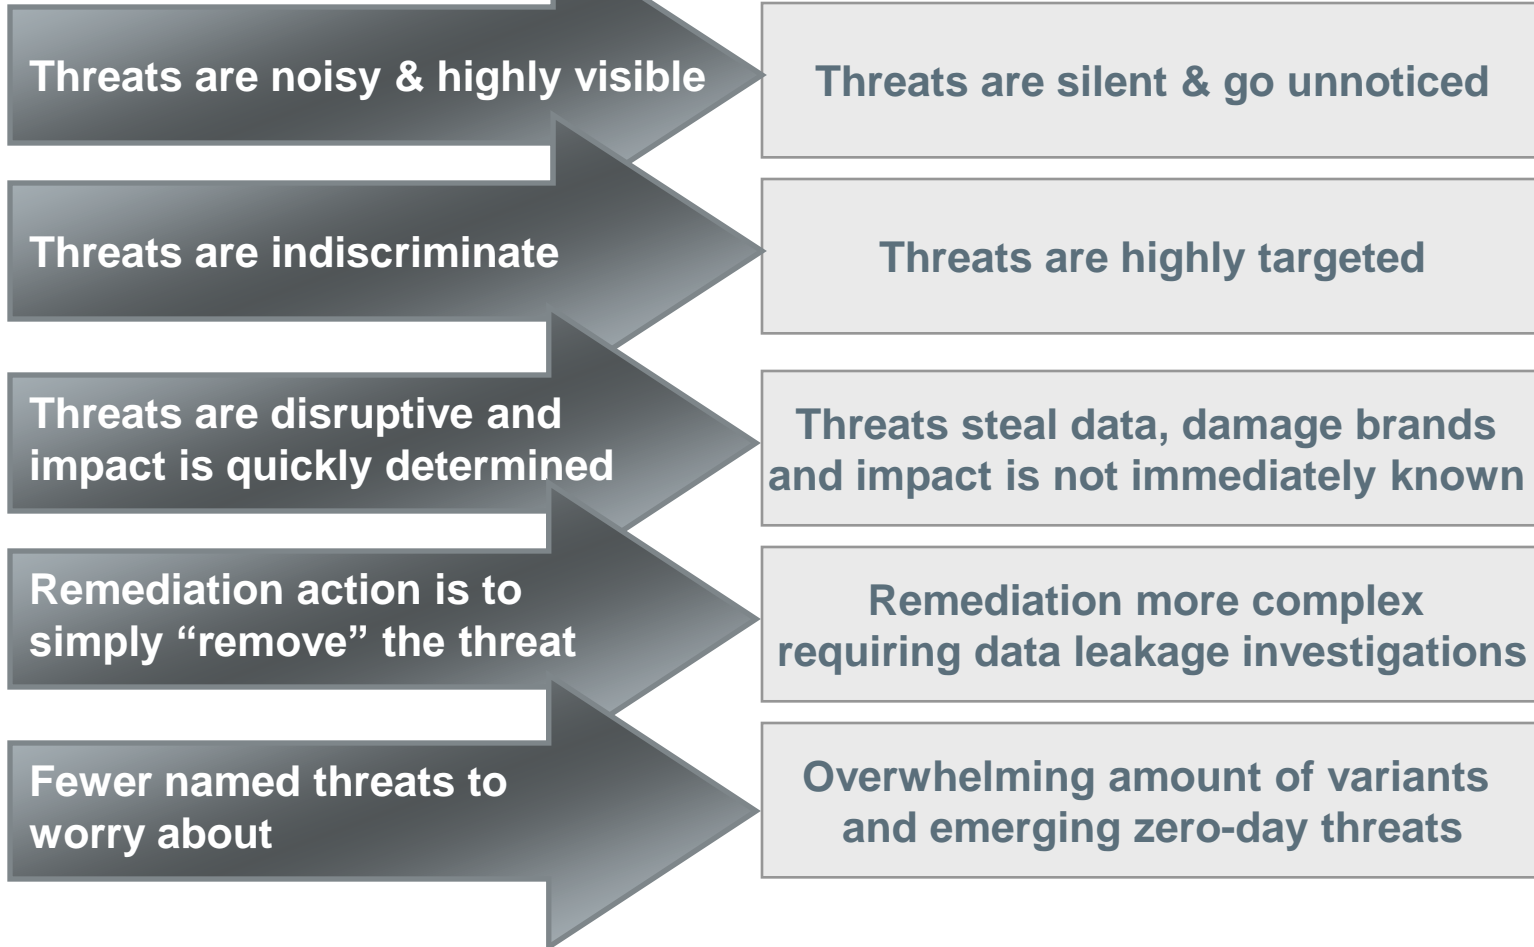 Threats are noisy & highly visible
Threats are silent & go unnoticed
Threats are indiscriminate
Threats are highly targeted
Threats are disruptive and
impact is quickly determined
Threats steal data, damage brands
and impact is not immediately known
Remediation action is to
simply “remove” the threat
Remediation more complex
requiring data leakage investigations
Fewer named threats to
worry about
Overwhelming amount of variants
and emerging zero-day threats